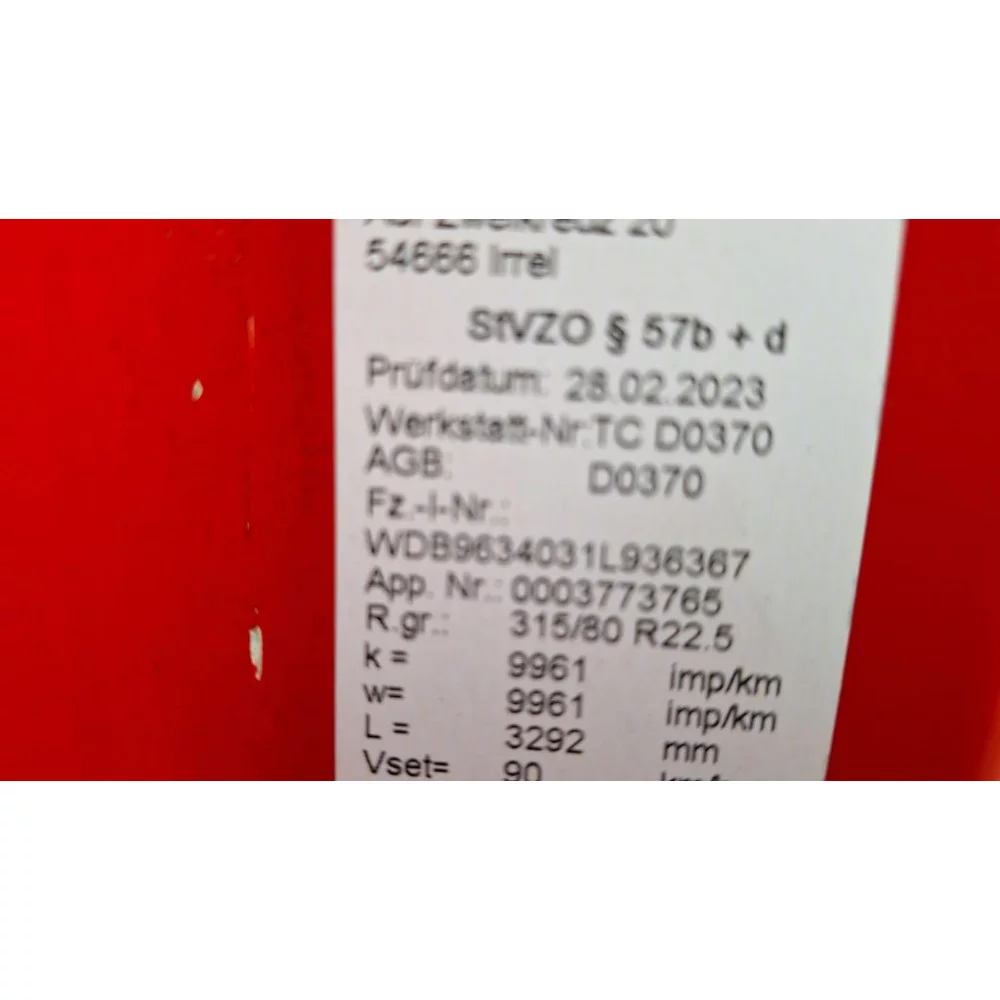 54666 Irrel
StVZO § 57b + d
Prüfdatum: 28.02.2023
Werkstatt-Nr:TC D0370
AGB: D0370
Fz.-I-Nr.:
WDB9634031L936367
App. Nr.: 0003773765
R.gr.: 315/80 R22.5
k = 9961 imp/km
w= 9961 imp/km
L = 3292 mm
Vset= 90